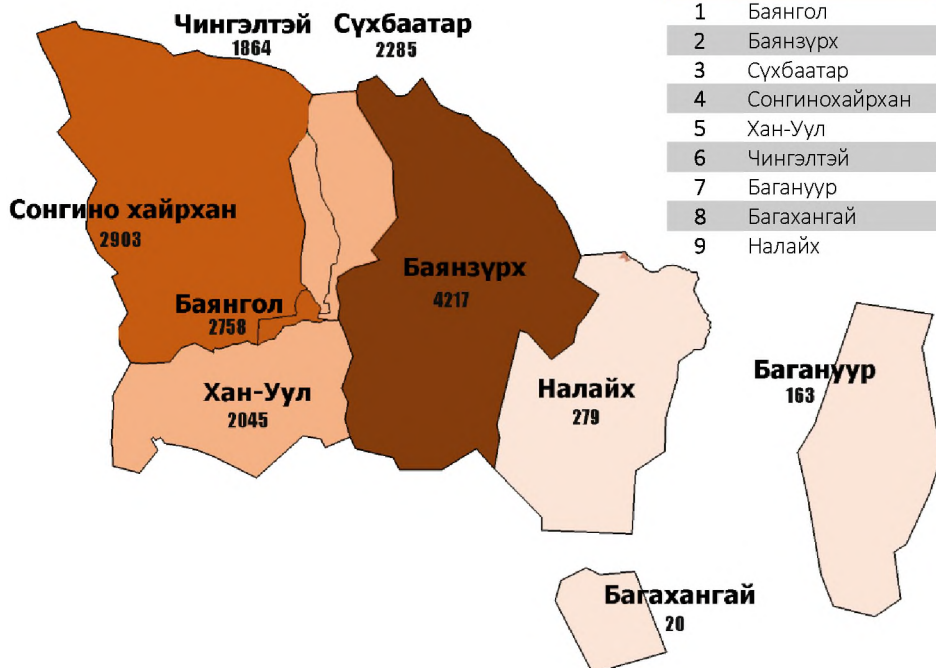 Чингэлтэй
1864
Сүхбаатар
2285
Сонгино хайрхан
2903
Баянгол
2758
Баянзүрх
4217
Хан-Уул
2045
Налайх
279
Багануур
163
Багахангай
20
1 Баянгол
2 Баянзүрх
3 Сүхбаатар
4 Сонгинохайрхан
5 Хан-Уул
6 Чингэлтэй
7 Багануур
8 Багахангай
9 Налайх